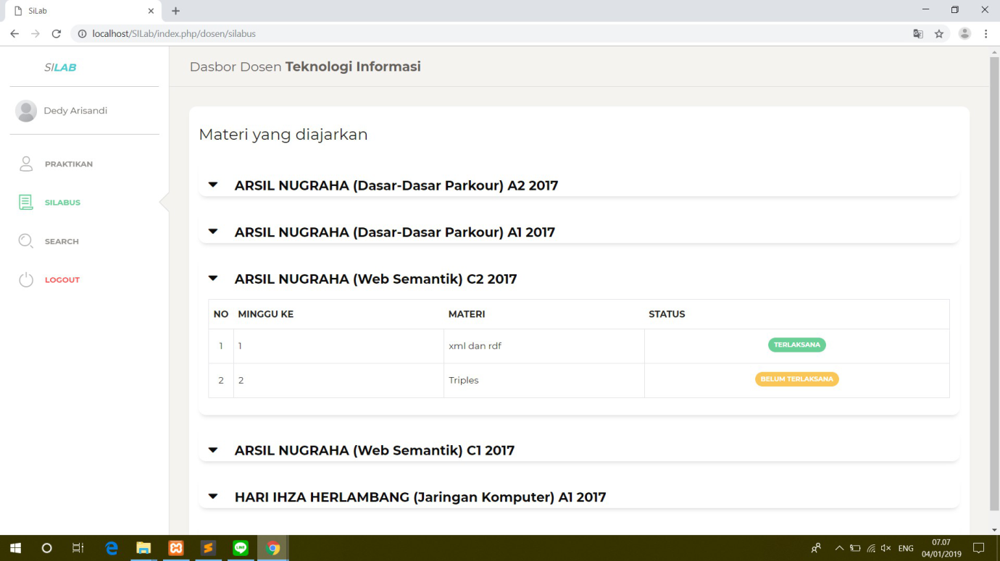 SiLab
localhost/SILab/index.php/dosen/silabus
SILAB
Dasbor Dosen Teknologi Informasi
Dedy Arisandi
PRAKTIKAN
SILABUS
SEARCH
LOGOUT
Materi yang diajarkan
ARSIL NUGRAHA (Dasar-Dasar Parkour) A2 2017
ARSIL NUGRAHA (Dasar-Dasar Parkour) A1 2017
ARSIL NUGRAHA (Web Semantik) C2 2017
NO MINGGU KE MATERI STATUS
1 1 xml dan rdf TERLAKSANA
2 2 Triples BELUM TERLAKSANA
ARSIL NUGRAHA (Web Semantik) C1 2017
HARI IHZA HERLAMBANG (Jaringan Komputer) A1 2017
LINE
ENG
07.07
04/01/2019